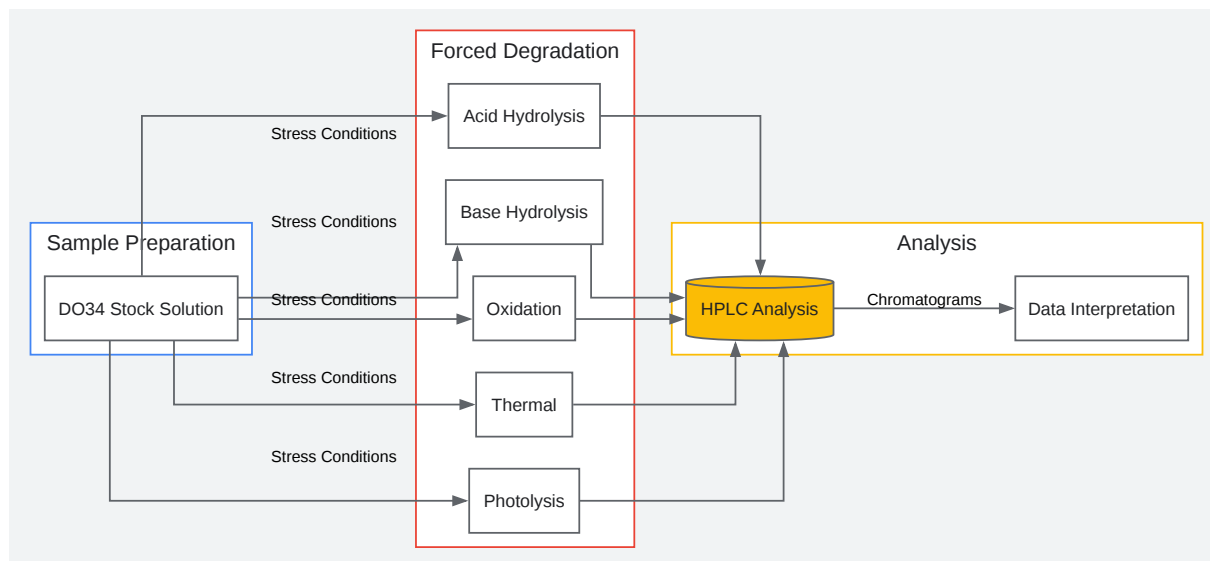 Forced Degradation
Acid Hydrolysis
Stress Conditions
Base Hydrolysis
Stress Conditions
Sample Preparation
Analysis
DO34 Stock Solution
Stress Conditions
Oxidation
HPLC Analysis
Chromatograms
Data Interpretation
Stress Conditions
Thermal
Stress Conditions
Photolysis